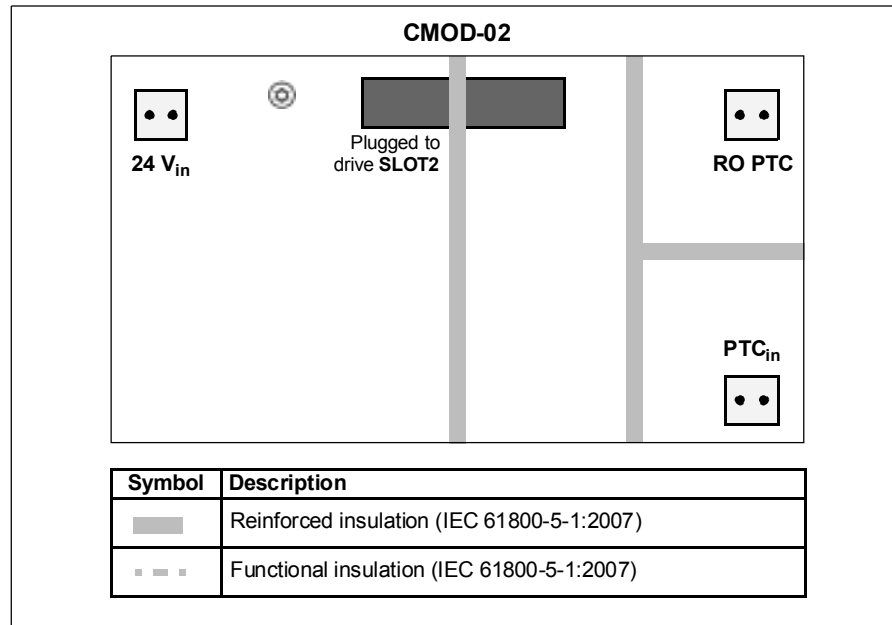 CMOD-02
24 Vin
Plugged to
drive SLOT2
RO PTC
PTCin
Symbol Description
Reinforced insulation (IEC 61800-5-1:2007)
Functional insulation (IEC 61800-5-1:2007)